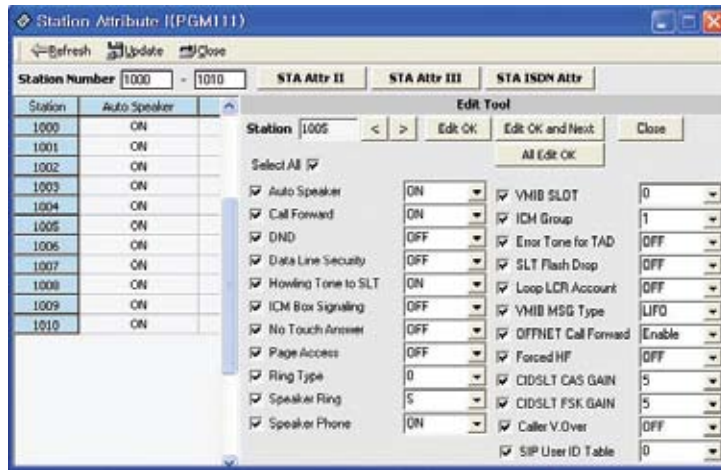 Station Attribute I(PGM111)
Refresh Update Close
Station Number 1000 - 1010 STA Attr II STA Attr III STA ISDN Attr
Station Auto Speaker
1000 ON
1001 ON
1002 ON
1003 ON
1004 ON
1005 ON
1006 ON
1007 ON
1008 ON
1009 ON
1010 ON
Edit Tool
Station 1005 < > Edit OK Edit OK and Next Close
All Edit OK
Select All
Auto Speaker ON
Call Forward ON
DND OFF
Data Line Security OFF
Howling Tone to SLT ON
ICM Box Signaling OFF
No Touch Answer OFF
Page Access OFF
Ring Type 0
Speaker Ring S
Speaker Phone ON
VMIB SLOT 0
ICM Group 1
Error Tone for TAD OFF
SLT Flash Drop OFF
Loop LCR Account OFF
VMIB MSG Type LIFO
OFFNET Call Forward Enable
Forced HF OFF
CIDSLT CAS GAIN 5
CIDSLT FSK GAIN 5
Caller V.Over OFF
SIP User ID Table 0